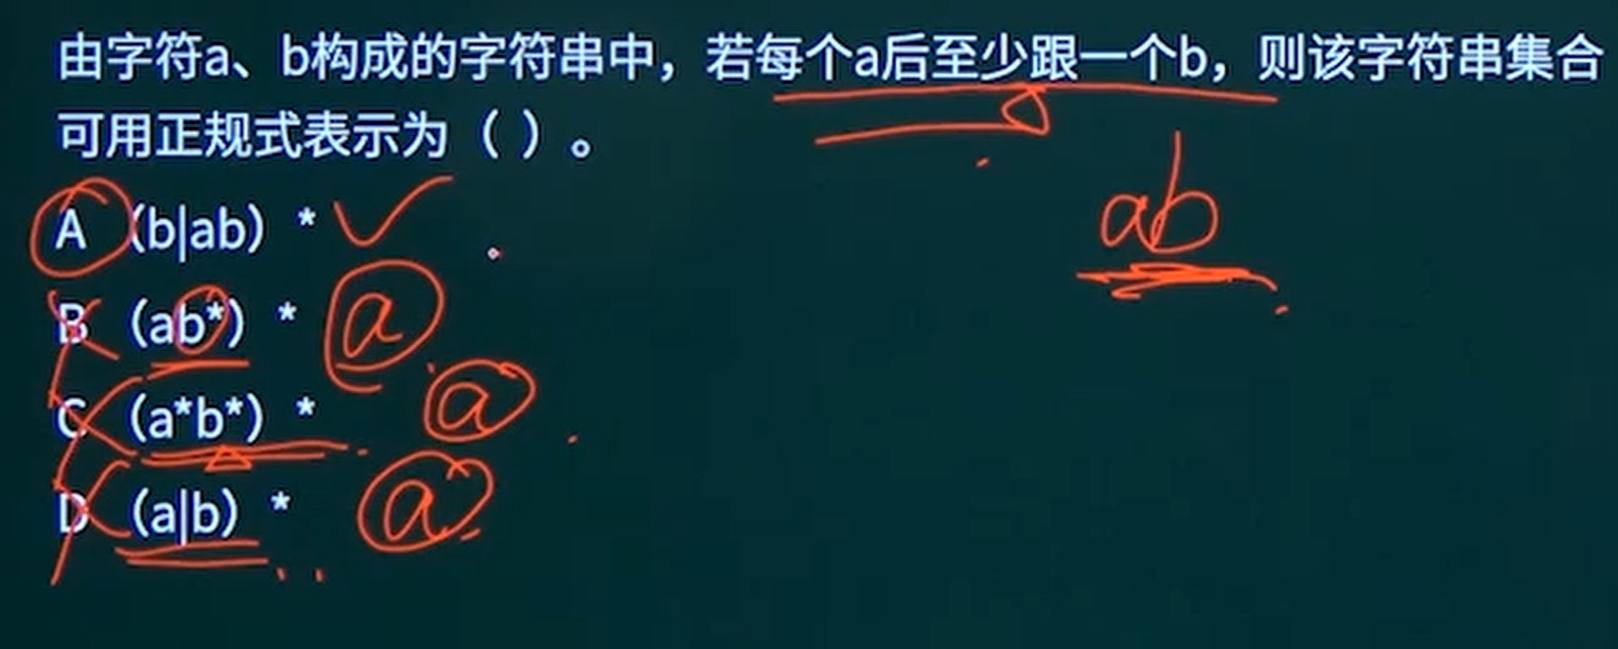 由字符a、b构成的字符串中，若每个a后至少跟一个b，则该字符串集合
可用正规式表示为（ ）。
ab
A （b|ab）*
B （ab*）* a
C （a*b*）* a
D （a|b）* a